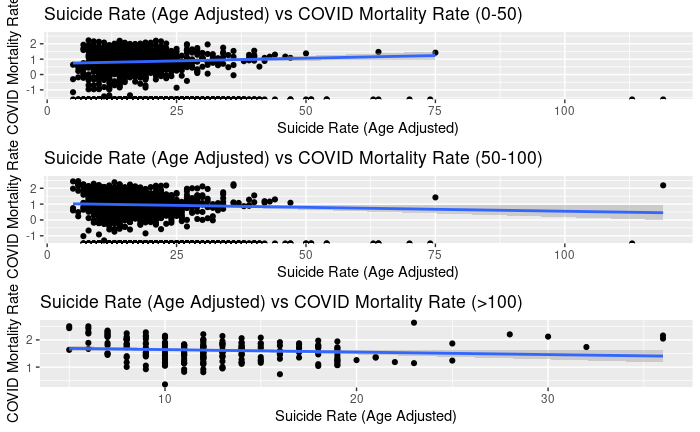 Suicide Rate (Age Adjusted) vs COVID Mortality Rate (0-50)
COVID Mortality Rate
2
1
0
-1
0
25
50
75
100
Suicide Rate (Age Adjusted)
Suicide Rate (Age Adjusted) vs COVID Mortality Rate (50-100)
COVID Mortality Rate
2
1
0
-1
0
25
50
75
100
Suicide Rate (Age Adjusted)
Suicide Rate (Age Adjusted) vs COVID Mortality Rate (>100)
COVID Mortality Rate
2
1
10
20
30
Suicide Rate (Age Adjusted)